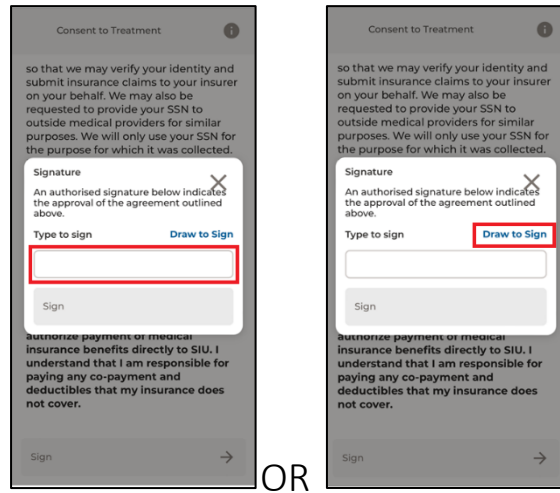 Consent to Treatment
so that we may verify your identity and
submit insurance claims to your insurer
on your behalf. We may also be
requested to provide your SSN to
outside medical providers for similar
purposes. We will only use your SSN for
the purpose for which it was collected.
Signature
An authorised signature below indicates
the approval of the agreement outlined
above.
Type to sign
Draw to Sign
Sign
authorize payment of medical
insurance benefits directly to SIU. I
understand that I am responsible for
paying any co-payment and
deductibles that my insurance does
not cover.
Sign
OR
Consent to Treatment
so that we may verify your identity and
submit insurance claims to your insurer
on your behalf. We may also be
requested to provide your SSN to
outside medical providers for similar
purposes. We will only use your SSN for
the purpose for which it was collected.
Signature
An authorised signature below indicates
the approval of the agreement outlined
above.
Type to sign
Draw to Sign
Sign
authorize payment of medical
insurance benefits directly to SIU. I
understand that I am responsible for
paying any co-payment and
deductibles that my insurance does
not cover.
Sign